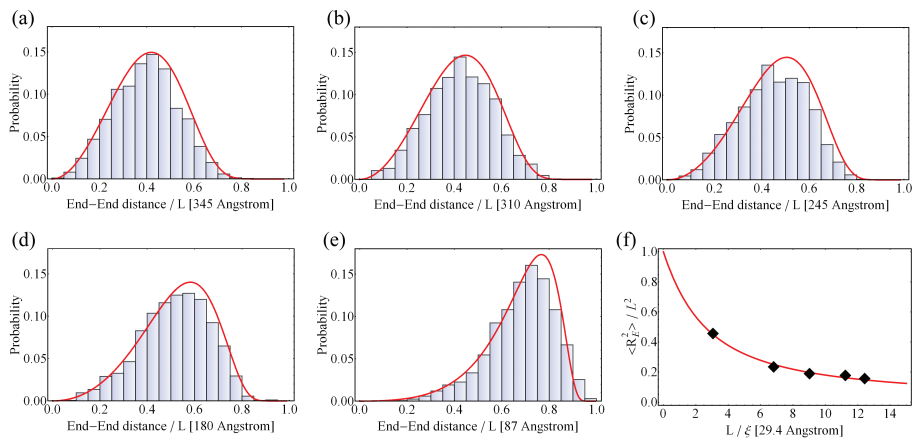 (a)
0.15
0.10
0.05
0.00
Probability
0.0 0.2 0.4 0.6 0.8 1.0
End−End distance / L [345 Angstrom]
(b)
0.15
0.10
0.05
0.00
Probability
0.0 0.2 0.4 0.6 0.8 1.0
End−End distance / L [310 Angstrom]
(c)
0.15
0.10
0.05
0.00
Probability
0.0 0.2 0.4 0.6 0.8 1.0
End−End distance / L [245 Angstrom]
(d)
0.15
0.10
0.05
0.00
Probability
0.0 0.2 0.4 0.6 0.8 1.0
End−End distance / L [180 Angstrom]
(e)
0.15
0.10
0.05
0.00
Probability
0.0 0.2 0.4 0.6 0.8 1.0
End−End distance / L [87 Angstrom]
(f)
1.0
0.8
0.6
0.4
0.2
0.0
<R²_E> / L²
0 2 4 6 8 10 12 14
L / ξ [29.4 Angstrom]